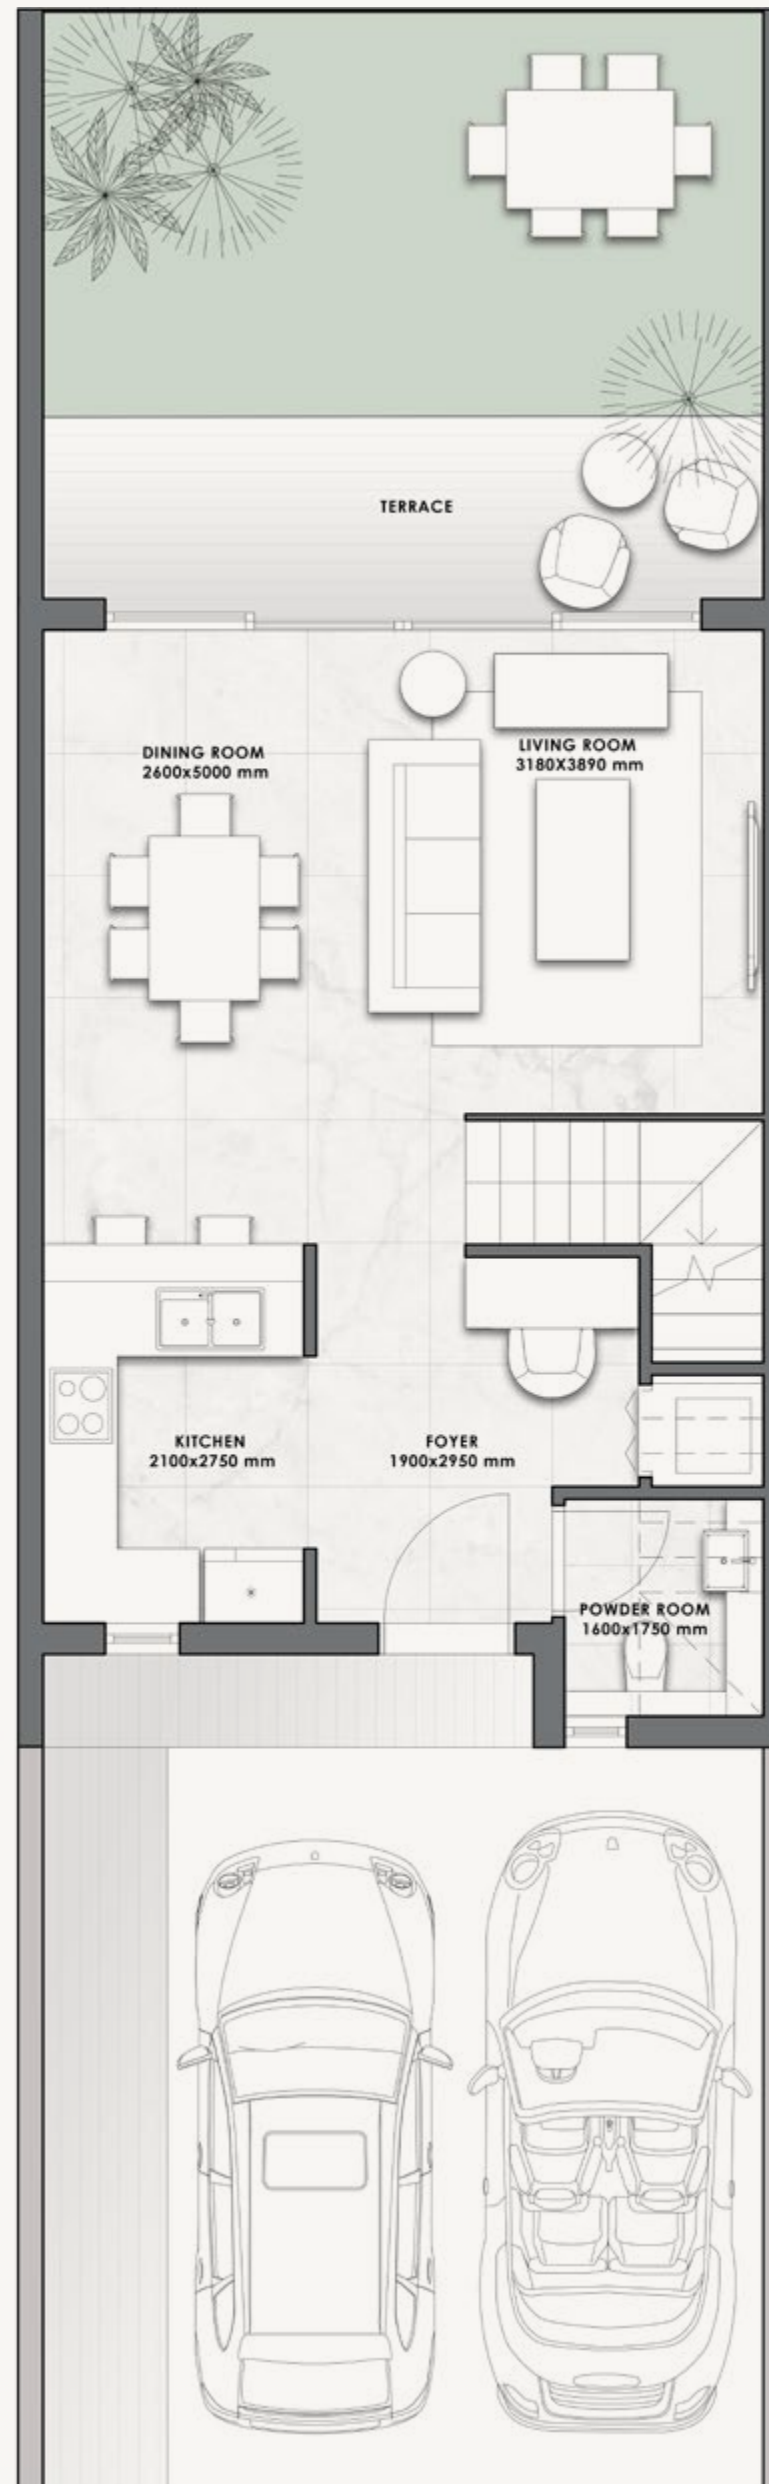 TERRACE
DINING ROOM
2600x5000 mm
LIVING ROOM
3180X3890 mm
KITCHEN
2100x2750 mm
FOYER
1900x2950 mm
POWDER ROOM
1600x1750 mm